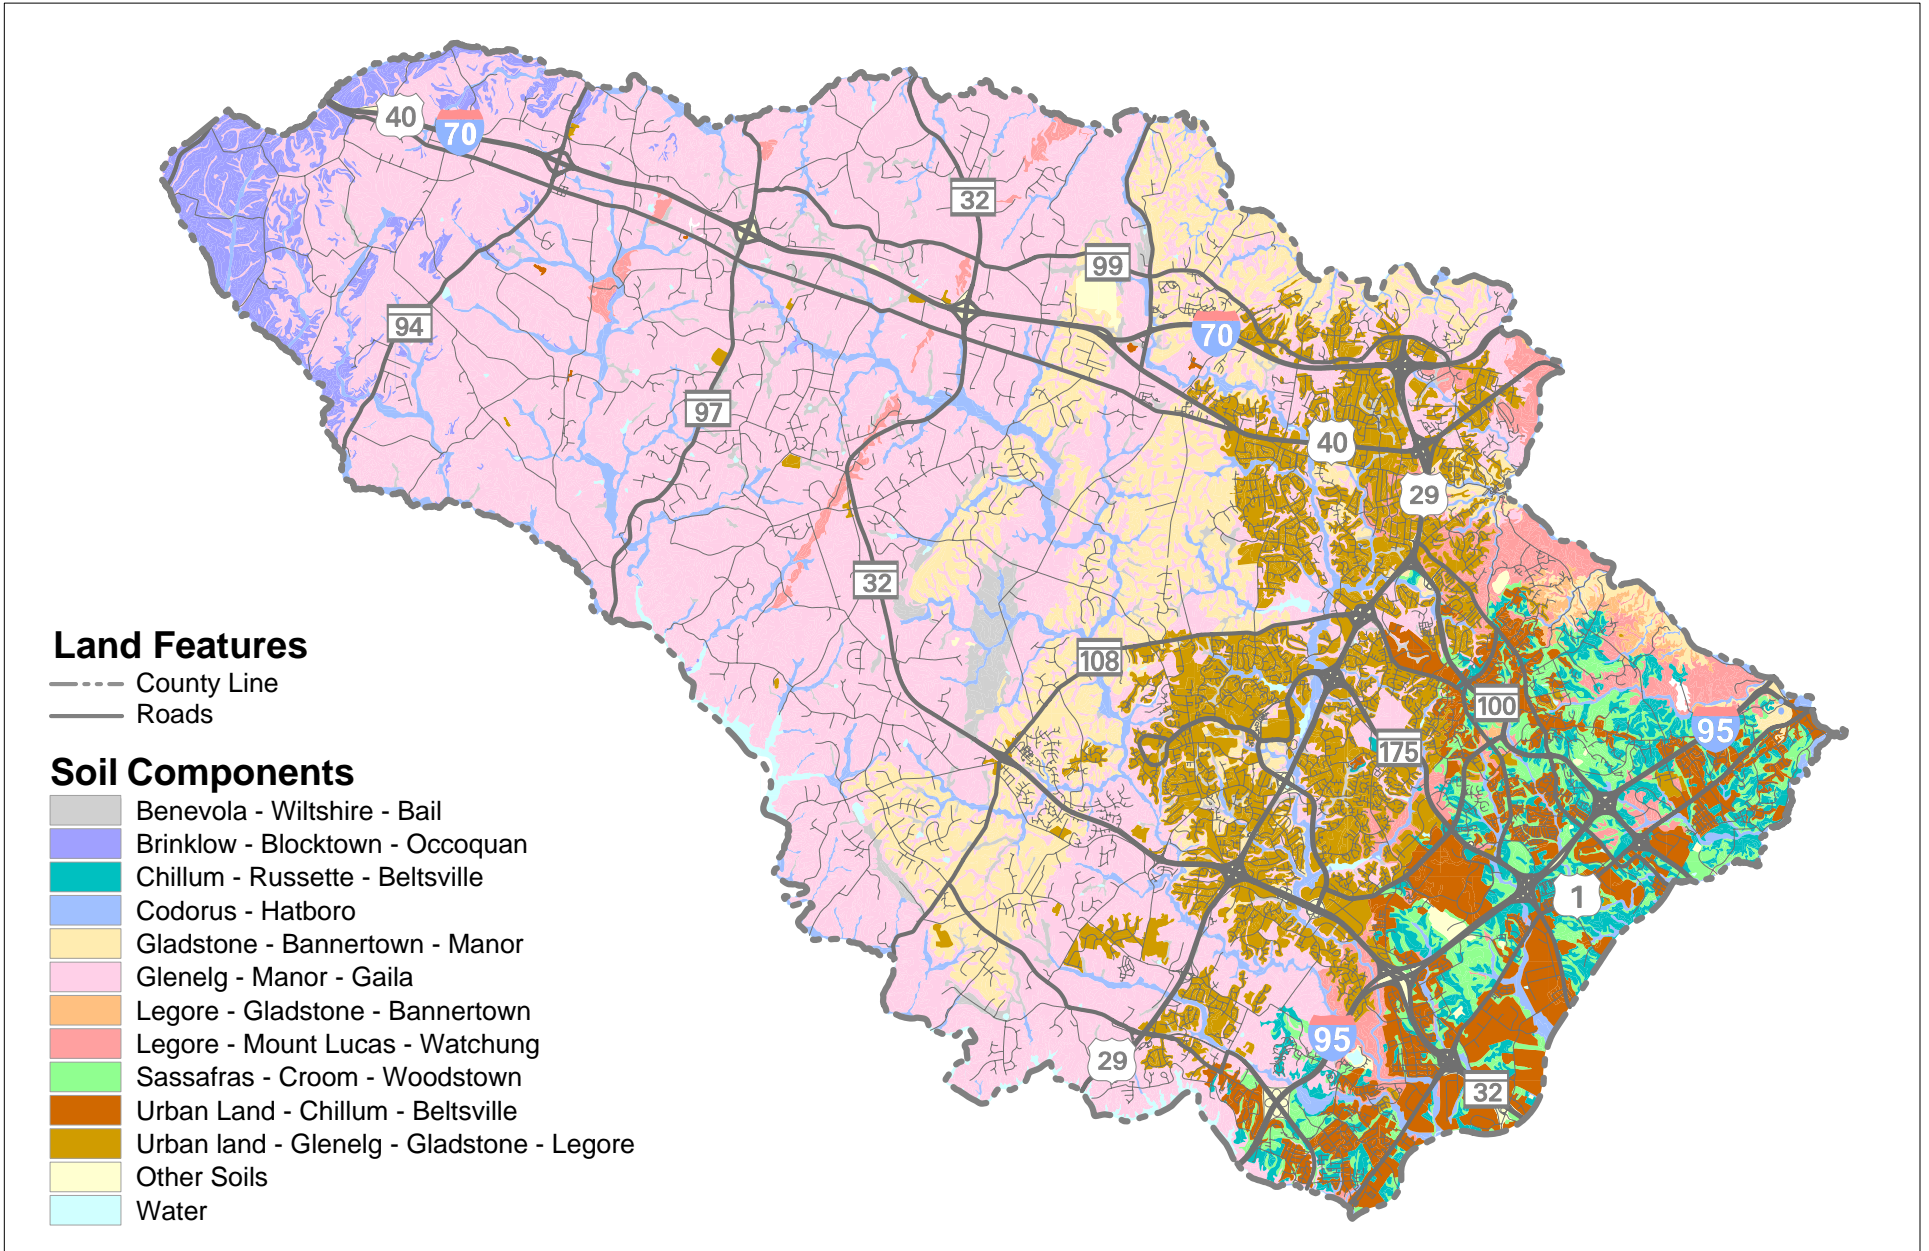 40
70
32
99
94
70
97
40
29
32
108
100
95
175
1
95
29
32
Land Features
County Line
Roads
Soil Components
Benevola - Wiltshire - Bail
Brinklow - Blocktown - Occoquan
Chillum - Russette - Beltsville
Codorus - Hatboro
Gladstone - Bannertown - Manor
Glenelg - Manor - Gaila
Legore - Gladstone - Bannertown
Legore - Mount Lucas - Watchung
Sassafras - Croom - Woodstown
Urban Land - Chillum - Beltsville
Urban land - Glenelg - Gladstone - Legore
Other Soils
Water